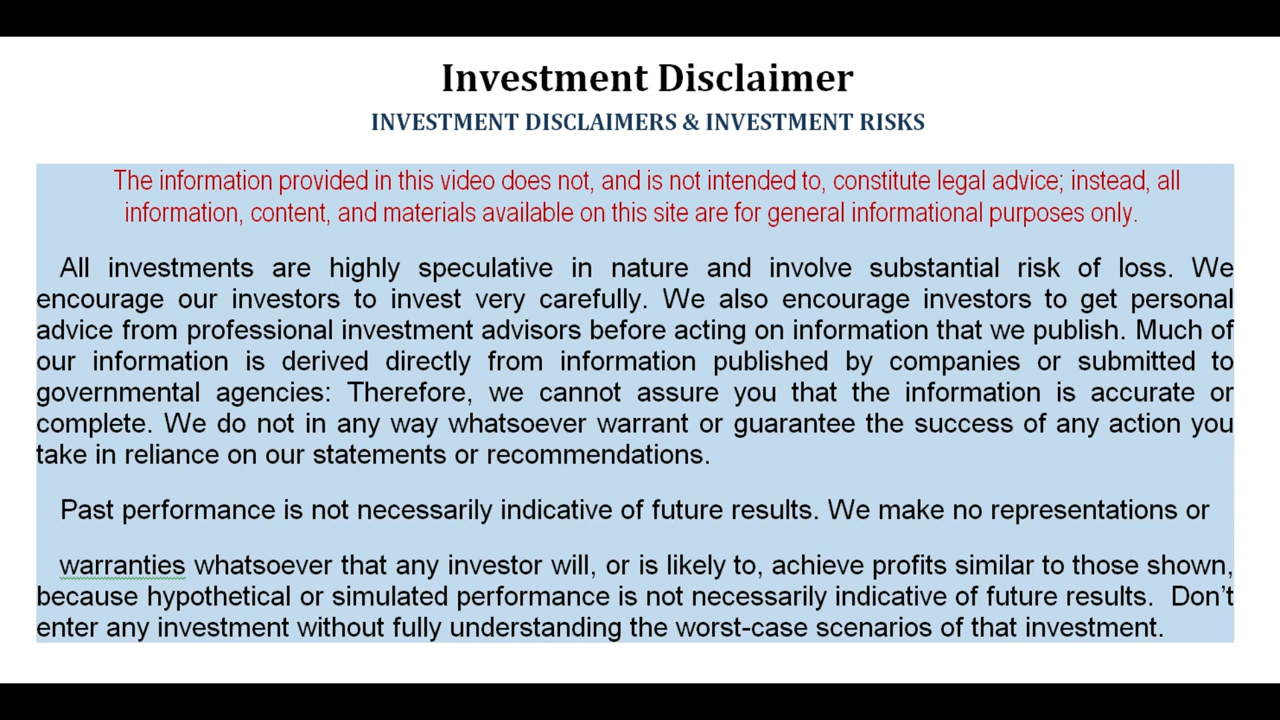 Investment Disclaimer
INVESTMENT DISCLAIMERS & INVESTMENT RISKS
The information provided in this video does not, and is not intended to, constitute legal advice; instead, all
information, content, and materials available on this site are for general informational purposes only.
All investments are highly speculative in nature and involve substantial risk of loss. We
encourage our investors to invest very carefully. We also encourage investors to get personal
advice from professional investment advisors before acting on information that we publish. Much of
our information is derived directly from information published by companies or submitted to
governmental agencies: Therefore, we cannot assure you that the information is accurate or
complete. We do not in any way whatsoever warrant or guarantee the success of any action you
take in reliance on our statements or recommendations.
Past performance is not necessarily indicative of future results. We make no representations or
warranties whatsoever that any investor will, or is likely to, achieve profits similar to those shown,
because hypothetical or simulated performance is not necessarily indicative of future results.  Don’t
enter any investment without fully understanding the worst-case scenarios of that investment.